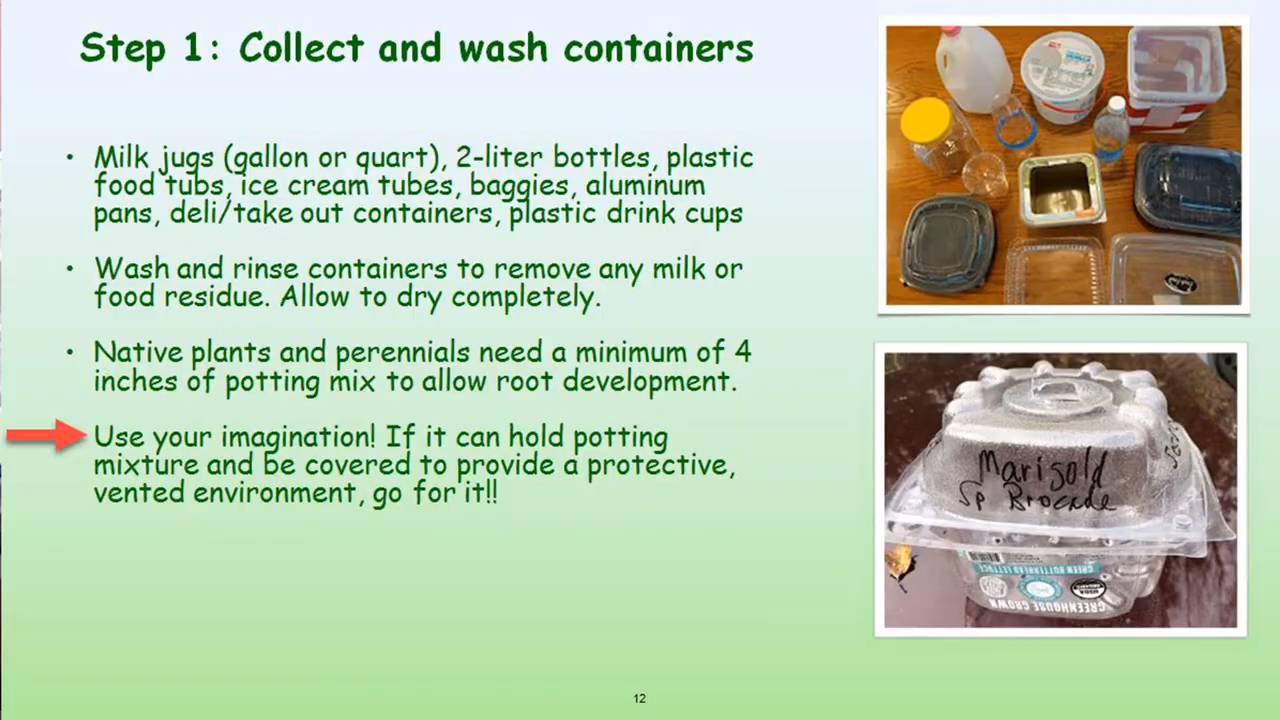 Step 1: Collect and wash containers
• Milk jugs (gallon or quart), 2-liter bottles, plastic
food tubs, ice cream tubes, baggies, aluminum
pans, deli/take out containers, plastic drink cups
• Wash and rinse containers to remove any milk or
food residue. Allow to dry completely.
• Native plants and perennials need a minimum of 4
inches of potting mix to allow root development.
Use your imagination! If it can hold potting
mixture and be covered to provide a protective,
vented environment, go for it!!
Marigold
Sp Brocade
GREEN BUTTERHEAD LETTUCE
GREENHOUSE GROWN
12